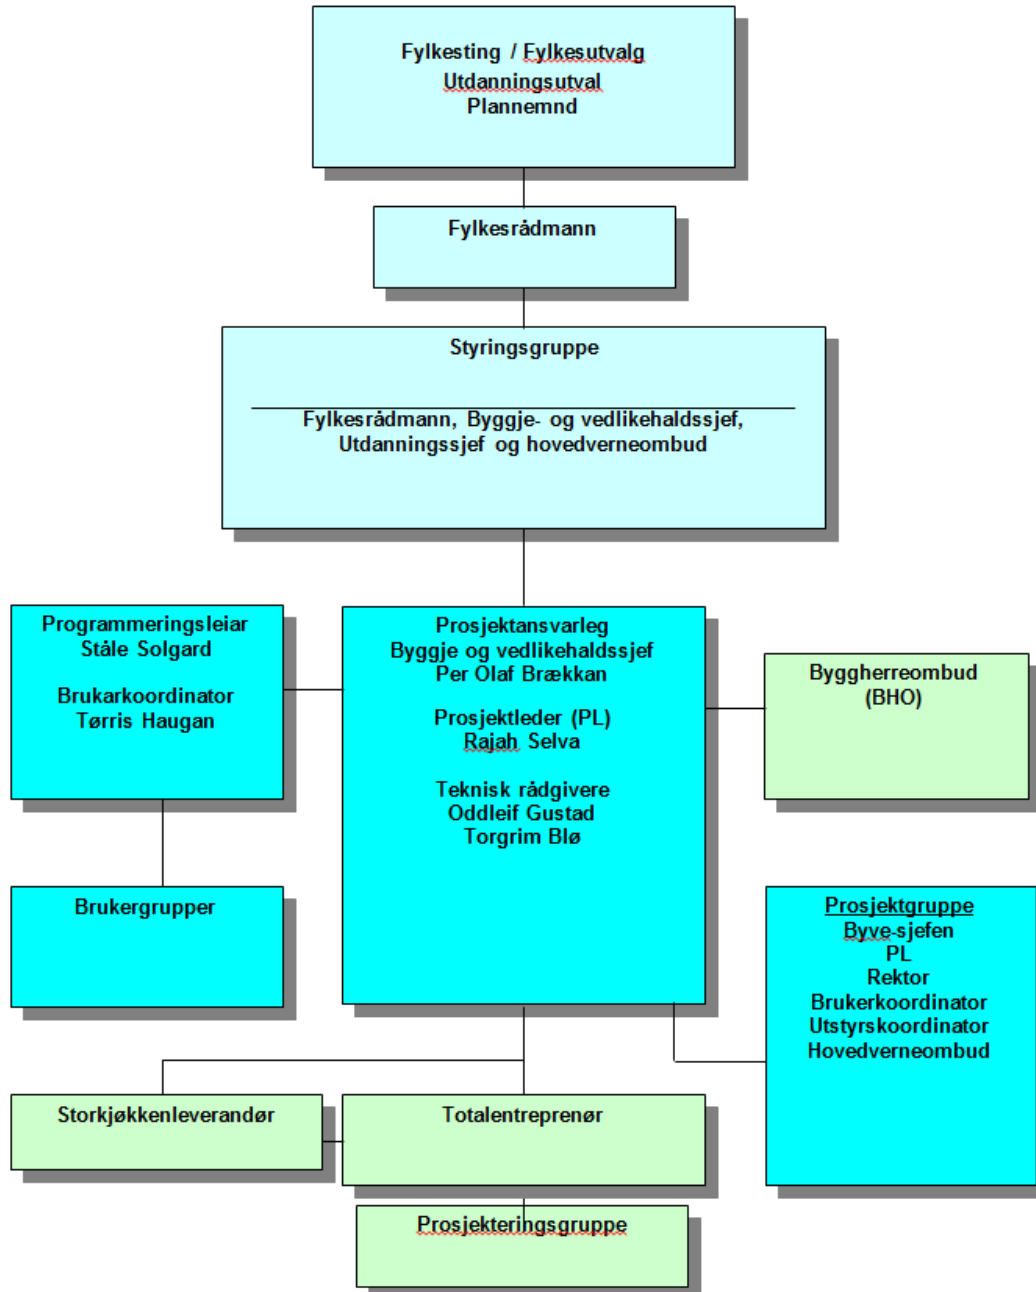 Fylkesting / Fylkesutvalg
Utdanningsutval
Plannemnd
Fylkesrådmann
Styringsgruppe
Fylkesrådmann, Byggje- og vedlikehaldssjef,
Utdanningssjef og hovedverneombud
Programmeringsleiar
Ståle Solgard
Brukarkoordinator
Tørris Haugan
Prosjektansvarleg
Byggje og vedlikehaldssjef
Per Olaf Brækkan
Prosjektleder (PL)
Rajah Selva
Teknisk rådgivere
Oddleif Gustad
Torgrim Blø
Byggherreombud
(BHO)
Brukergrupper
Prosjektgruppe
Byve-sjefen
PL
Rektor
Brukerkoordinator
Utstyrskoordinator
Hovedverneombud
Storkjøkkenleverandør
Totalentreprenør
Prosjekteringsgruppe